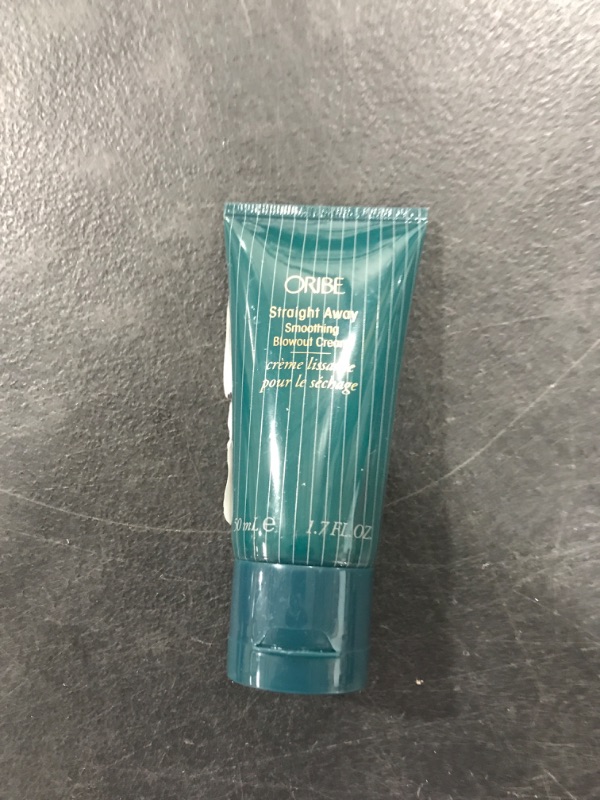 ORIBE
Straight Away
Smoothing
Blowout Cream
crème lissante
pour le séchage
50 mL e 1.7 FL.OZ